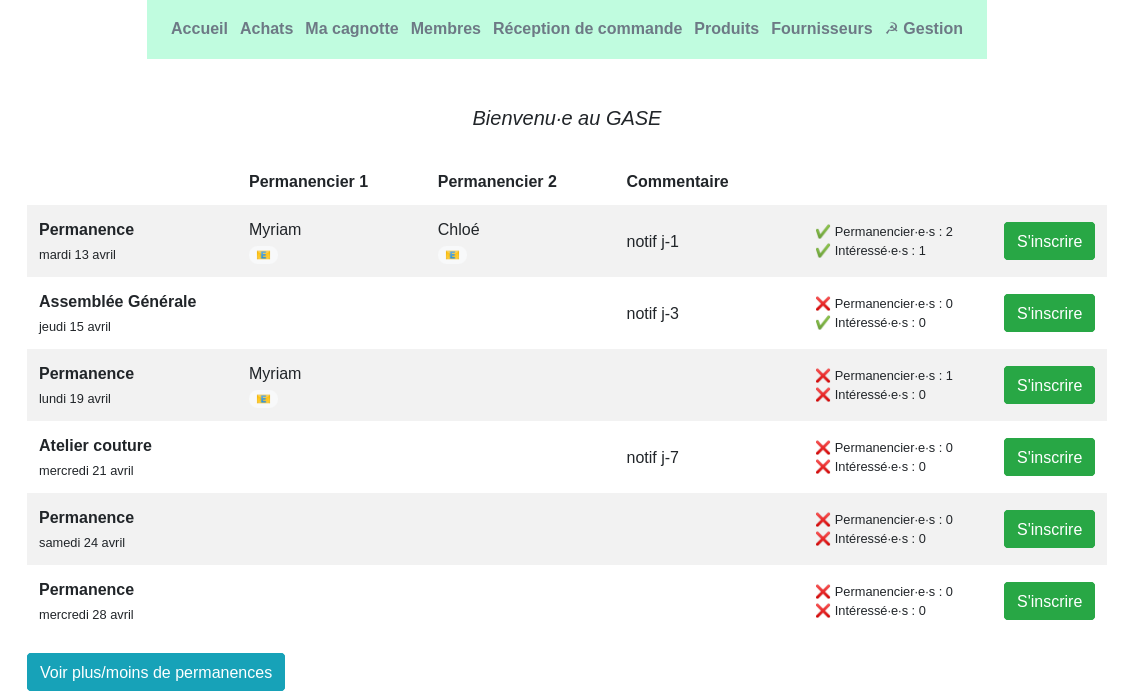 Accueil Achats Ma cagnotte Membres Réception de commande Produits Fournisseurs ☭ Gestion
Bienvenu·e au GASE
Permanencier 1 Permanencier 2 Commentaire
Permanence Myriam Chloé notif j-1 ✅ Permanencier·e·s : 2 S'inscrire
mardi 13 avril 📧 📧 ✅ Intéressé·e·s : 1
Assemblée Générale notif j-3 ❌ Permanencier·e·s : 0 S'inscrire
jeudi 15 avril ✅ Intéressé·e·s : 0
Permanence Myriam ❌ Permanencier·e·s : 1 S'inscrire
lundi 19 avril 📧 ❌ Intéressé·e·s : 0
Atelier couture notif j-7 ❌ Permanencier·e·s : 0 S'inscrire
mercredi 21 avril ❌ Intéressé·e·s : 0
Permanence ❌ Permanencier·e·s : 0 S'inscrire
samedi 24 avril ❌ Intéressé·e·s : 0
Permanence ❌ Permanencier·e·s : 0 S'inscrire
mercredi 28 avril ❌ Intéressé·e·s : 0
Voir plus/moins de permanences